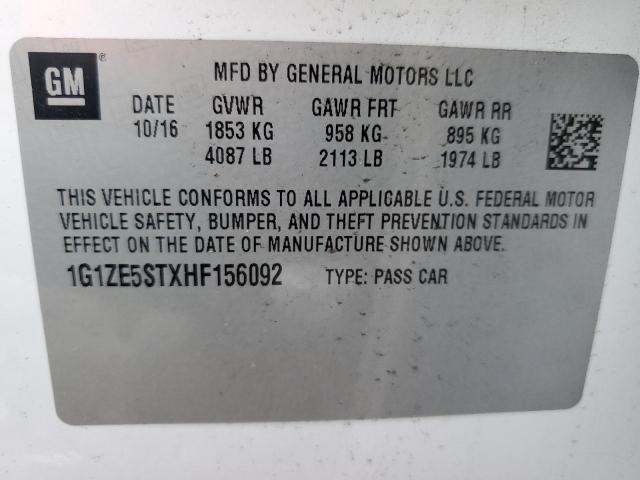 GM
MFD BY GENERAL MOTORS LLC
DATE GVWR GAWR FRT GAWR RR
10/16 1853 KG 958 KG 895 KG
4087 LB 2113 LB 1974 LB
THIS VEHICLE CONFORMS TO ALL APPLICABLE U.S. FEDERAL MOTOR
VEHICLE SAFETY, BUMPER, AND THEFT PREVENTION STANDARDS IN
EFFECT ON THE DATE OF MANUFACTURE SHOWN ABOVE.
1G1ZE5STXHF156092 TYPE: PASS CAR